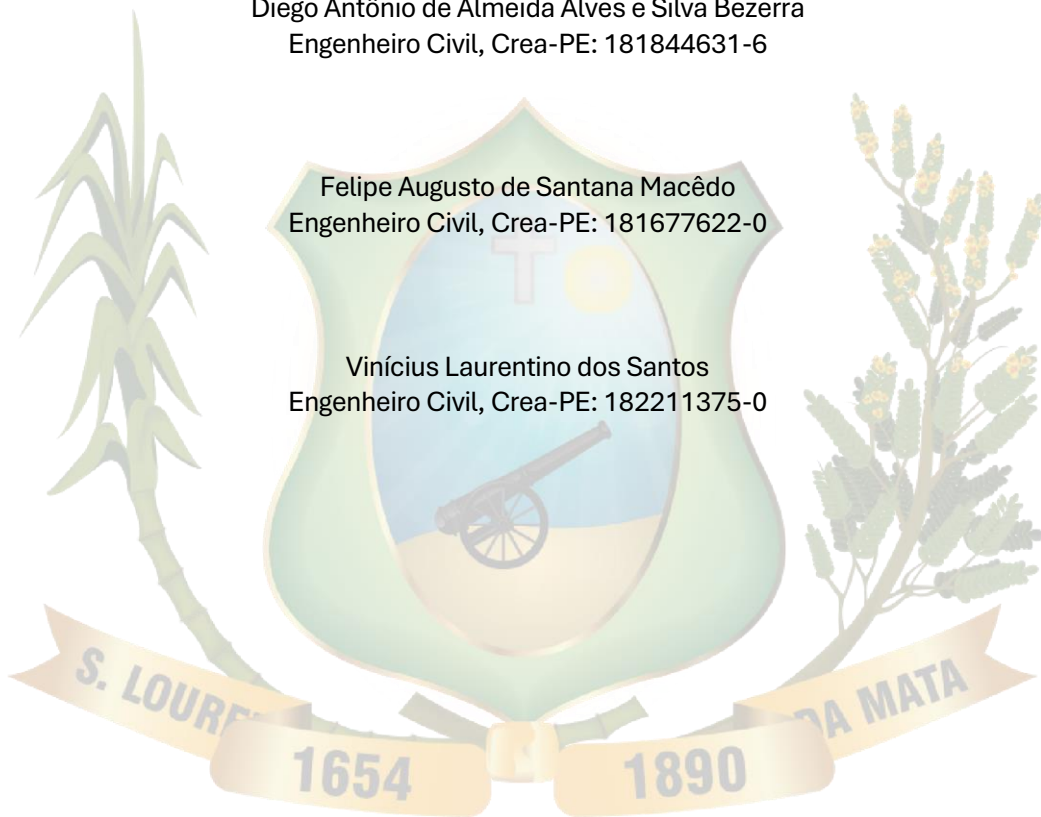 Diego Antônio de Almeida Alves e Silva Bezerra
Engenheiro Civil, Crea-PE: 181844631-6
Felipe Augusto de Santana Macêdo
Engenheiro Civil, Crea-PE: 181677622-0
Vinícius Laurentino dos Santos
Engenheiro Civil, Crea-PE: 182211375-0
S. LOURE
DA MATA
1654
1890